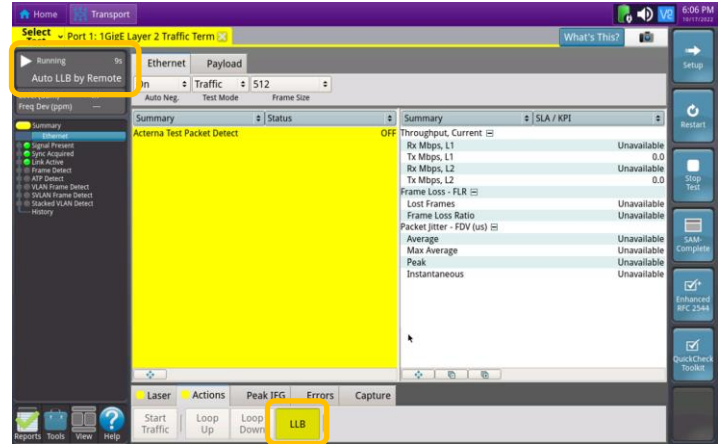 Home
Transport
6:06 PM
10/17/2022
Select
Test
Port 1: 1GigE Layer 2 Traffic Term
What's This?
Running 9s
Auto LLB by Remote
Freq Dev (ppm) —
Summary
Ethernet
Signal Present
Sync Acquired
Link Active
Frame Detect
ATP Detect
VLAN Frame Detect
SVLAN Frame Detect
Stacked VLAN Detect
History
Ethernet
Payload
On
Traffic
512
Auto Neg.
Test Mode
Frame Size
Summary
Status
Acterna Test Packet Detect OFF
Summary
SLA / KPI
Throughput, Current
Rx Mbps, L1 Unavailable
Tx Mbps, L1 0.0
Rx Mbps, L2 Unavailable
Tx Mbps, L2 0.0
Frame Loss - FLR
Lost Frames Unavailable
Frame Loss Ratio Unavailable
Packet Jitter - FDV (us)
Average Unavailable
Max Average Unavailable
Peak Unavailable
Instantaneous Unavailable
Laser
Actions
Peak IFG
Errors
Capture
Start
Traffic
Loop
Up
Loop
Down
LLB
Reports
Tools
View
Help
Setup
Restart
Stop
Test
SAM-
Complete
Enhanced
RFC 2544
QuickCheck
Toolkit